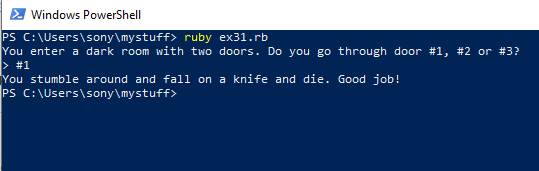 Windows PowerShell
PS C:\Users\sony\mystuff> ruby ex31.rb
You enter a dark room with two doors. Do you go through door #1, #2 or #3?
> #1
You stumble around and fall on a knife and die. Good job!
PS C:\Users\sony\mystuff>